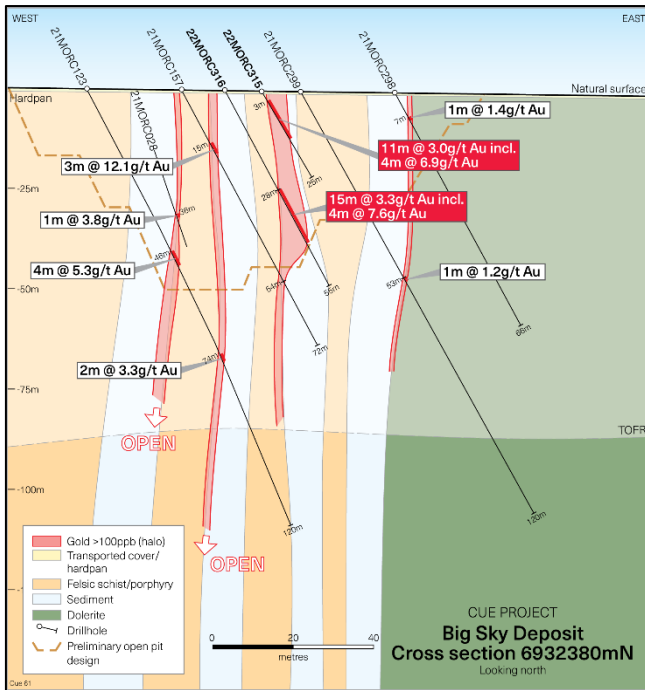 WEST
EAST
21MORC123
21MORC028
21MORC157
22MORC316
22MORC315
21MORC299
21MORC298
Natural surface
Hardpan
3m
7m
1m @ 1.4g/t Au
11m @ 3.0g/t Au incl.
4m @ 6.9g/t Au
15m
3m @ 12.1g/t Au
25m
-25m
28m
15m @ 3.3g/t Au incl.
4m @ 7.6g/t Au
1m @ 3.8g/t Au
36m
46m
4m @ 5.3g/t Au
53m
1m @ 1.2g/t Au
-50m
54m
55m
66m
72m
74m
2m @ 3.3g/t Au
-75m
OPEN
TOFR
-100m
120m
120m
OPEN
Gold >100ppb (halo)
Transported cover/
hardpan
Felsic schist/porphyry
Sediment
Dolerite
Drillhole
Preliminary open pit
design
0
20
40
metres
CUE PROJECT
Big Sky Deposit
Cross section 6932380mN
Looking north
Cue 61